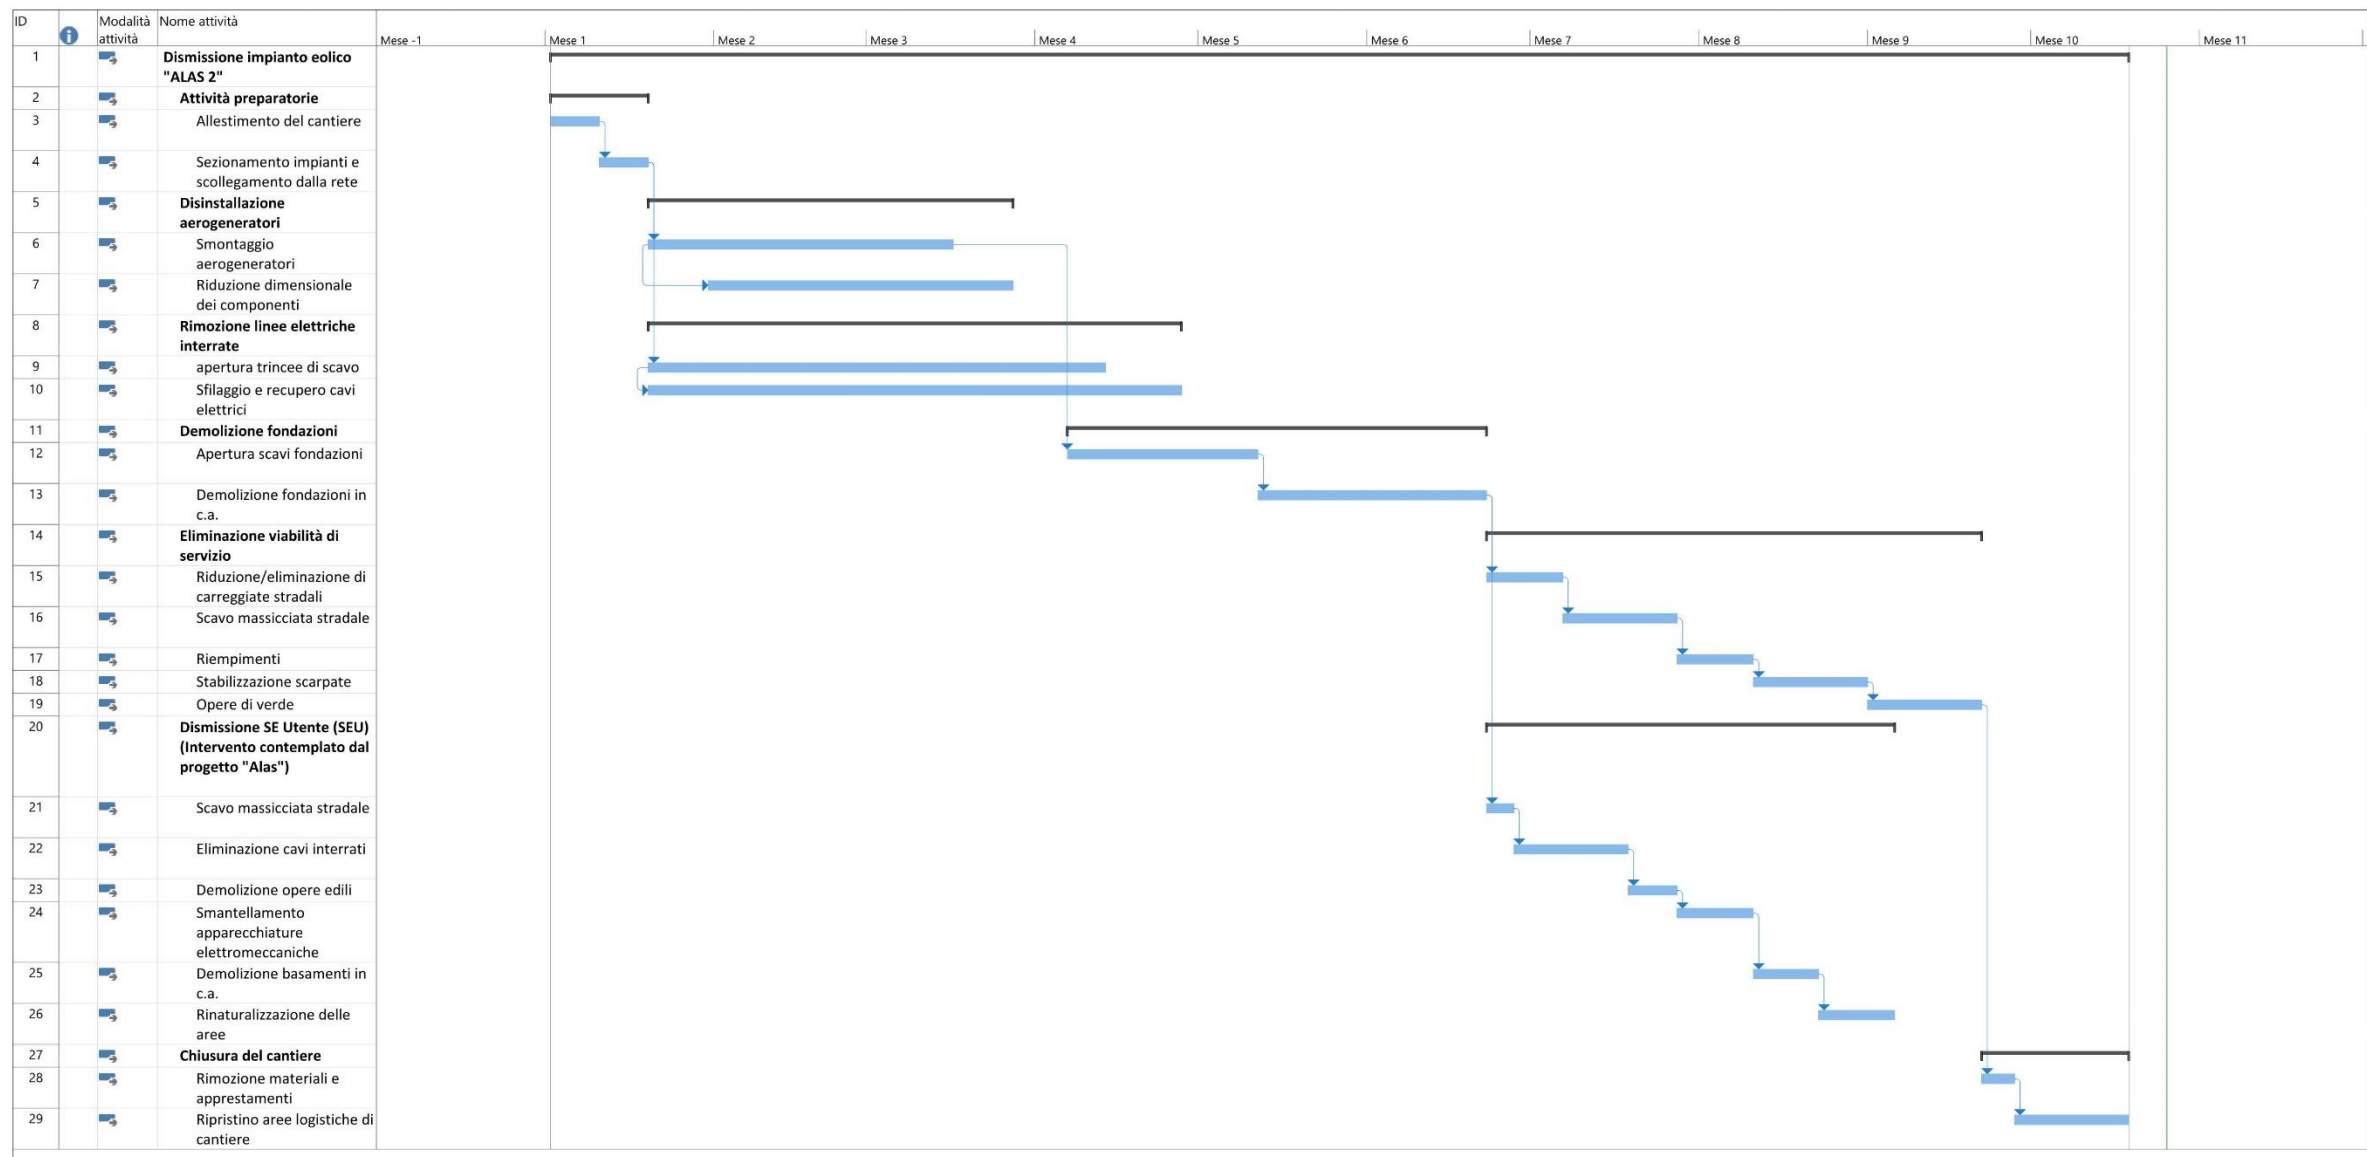 ID
Modalità
attività
Nome attività
Mese -1
Mese 1
Mese 2
Mese 3
Mese 4
Mese 5
Mese 6
Mese 7
Mese 8
Mese 9
Mese 10
Mese 11
1
Dismissione impianto eolico
"ALAS 2"
2
Attività preparatorie
3
Allestimento del cantiere
4
Sezionamento impianti e
scollegamento dalla rete
5
Disinstallazione
aerogeneratori
6
Smontaggio
aerogeneratori
7
Riduzione dimensionale
dei componenti
8
Rimozione linee elettriche
interrate
9
apertura trincee di scavo
10
Sfilaggio e recupero cavi
elettrici
11
Demolizione fondazioni
12
Apertura scavi fondazioni
13
Demolizione fondazioni in
c.a.
14
Eliminazione viabilità di
servizio
15
Riduzione/eliminazione di
carreggiate stradali
16
Scavo massicciata stradale
17
Riempimenti
18
Stabilizzazione scarpate
19
Opere di verde
20
Dismissione SE Utente (SEU)
(Intervento contemplato dal
progetto "Alas")
21
Scavo massicciata stradale
22
Eliminazione cavi interrati
23
Demolizione opere edili
24
Smantellamento
apparecchiature
elettromeccaniche
25
Demolizione basamenti in
c.a.
26
Rinaturalizzazione delle
aree
27
Chiusura del cantiere
28
Rimozione materiali e
apprestamenti
29
Ripristino aree logistiche di
cantiere